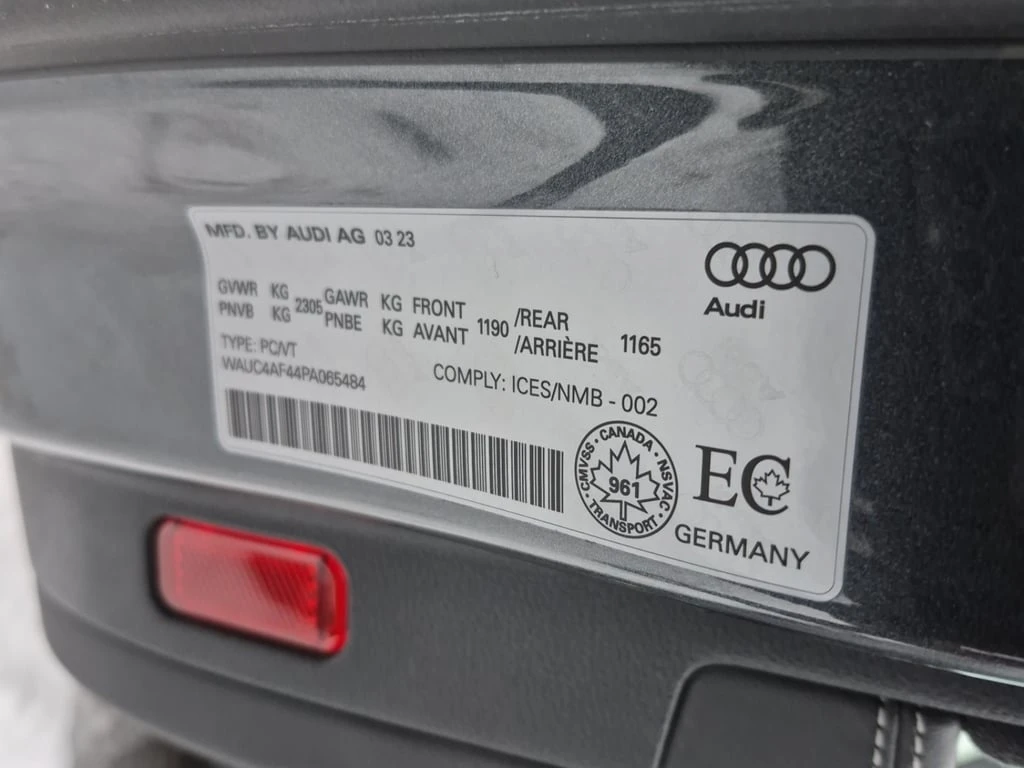 MFD. BY AUDI AG 03 23
Audi
GVWR KG 2305 GAWR KG FRONT 1190 /REAR 1165
PNVB KG PNBE KG AVANT /ARRIÈRE
TYPE: PC/VT
WAUC4AF44PA065484
COMPLY: ICES/NMB - 002
CANADA · NSVAC · TRANSPORT · CMVSS ·
961
EC
GERMANY